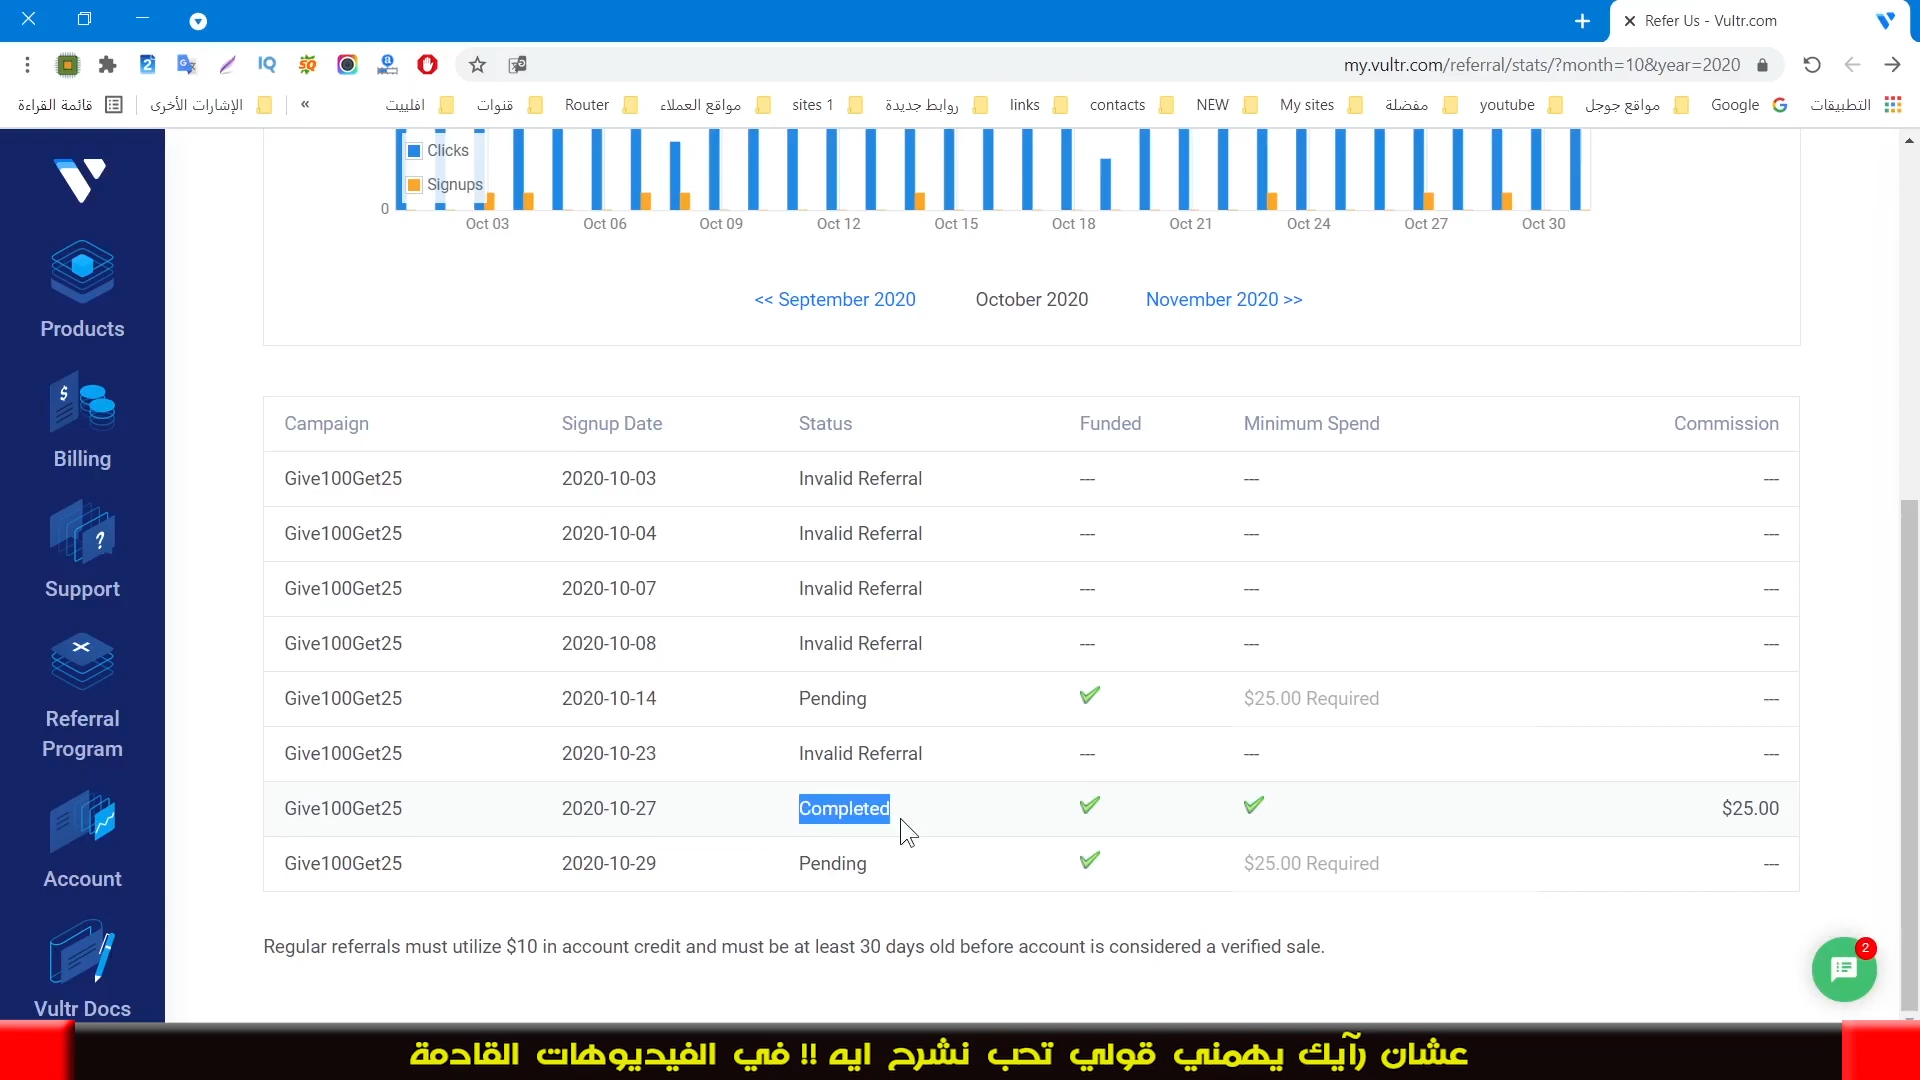 Refer Us - Vultr.com
my.vultr.com/referral/stats/?month=10&year=2020
التطبيقات
Google
مواقع جوجل
youtube
مفضلة
My sites
NEW
contacts
links
روابط جديدة
sites 1
مواقع العملاء
Router
قنوات
افلييت
»
الإشارات الأخرى
قائمة القراءة
Products
Billing
Support
Referral
Program
Account
Vultr Docs
Clicks
Signups
0
Oct 03 Oct 06 Oct 09 Oct 12 Oct 15 Oct 18 Oct 21 Oct 24 Oct 27 Oct 30
<< September 2020 October 2020 November 2020 >>
Campaign Signup Date Status Funded Minimum Spend Commission
Give100Get25 2020-10-03 Invalid Referral --- --- ---
Give100Get25 2020-10-04 Invalid Referral --- --- ---
Give100Get25 2020-10-07 Invalid Referral --- --- ---
Give100Get25 2020-10-08 Invalid Referral --- --- ---
Give100Get25 2020-10-14 Pending $25.00 Required ---
Give100Get25 2020-10-23 Invalid Referral --- --- ---
Give100Get25 2020-10-27 Completed $25.00
Give100Get25 2020-10-29 Pending $25.00 Required ---
Regular referrals must utilize $10 in account credit and must be at least 30 days old before account is considered a verified sale.
2
عشان رآيك يهمني قولي تحب نشرح ايه !! في الفيديوهات القادمة